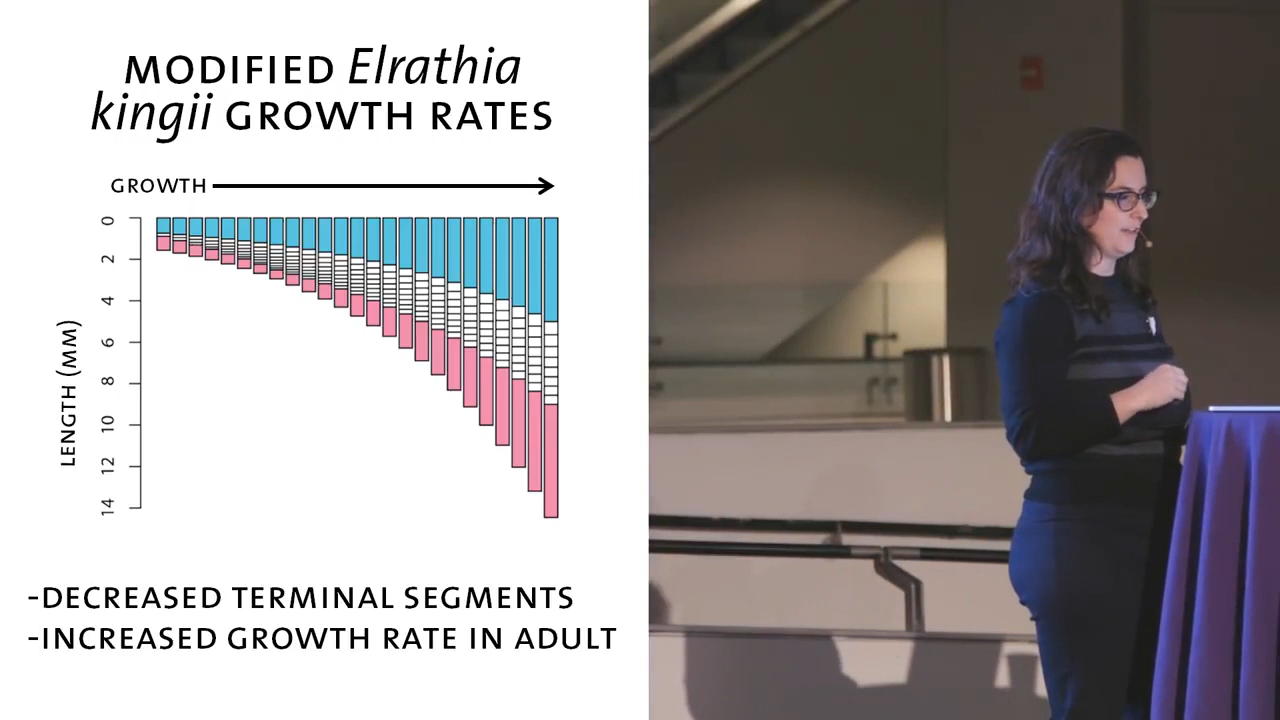 MODIFIED Elrathia
kingii GROWTH RATES
GROWTH
0
2
4
6
8
10
12
14
LENGTH (MM)
-DECREASED TERMINAL SEGMENTS
-INCREASED GROWTH RATE IN ADULT